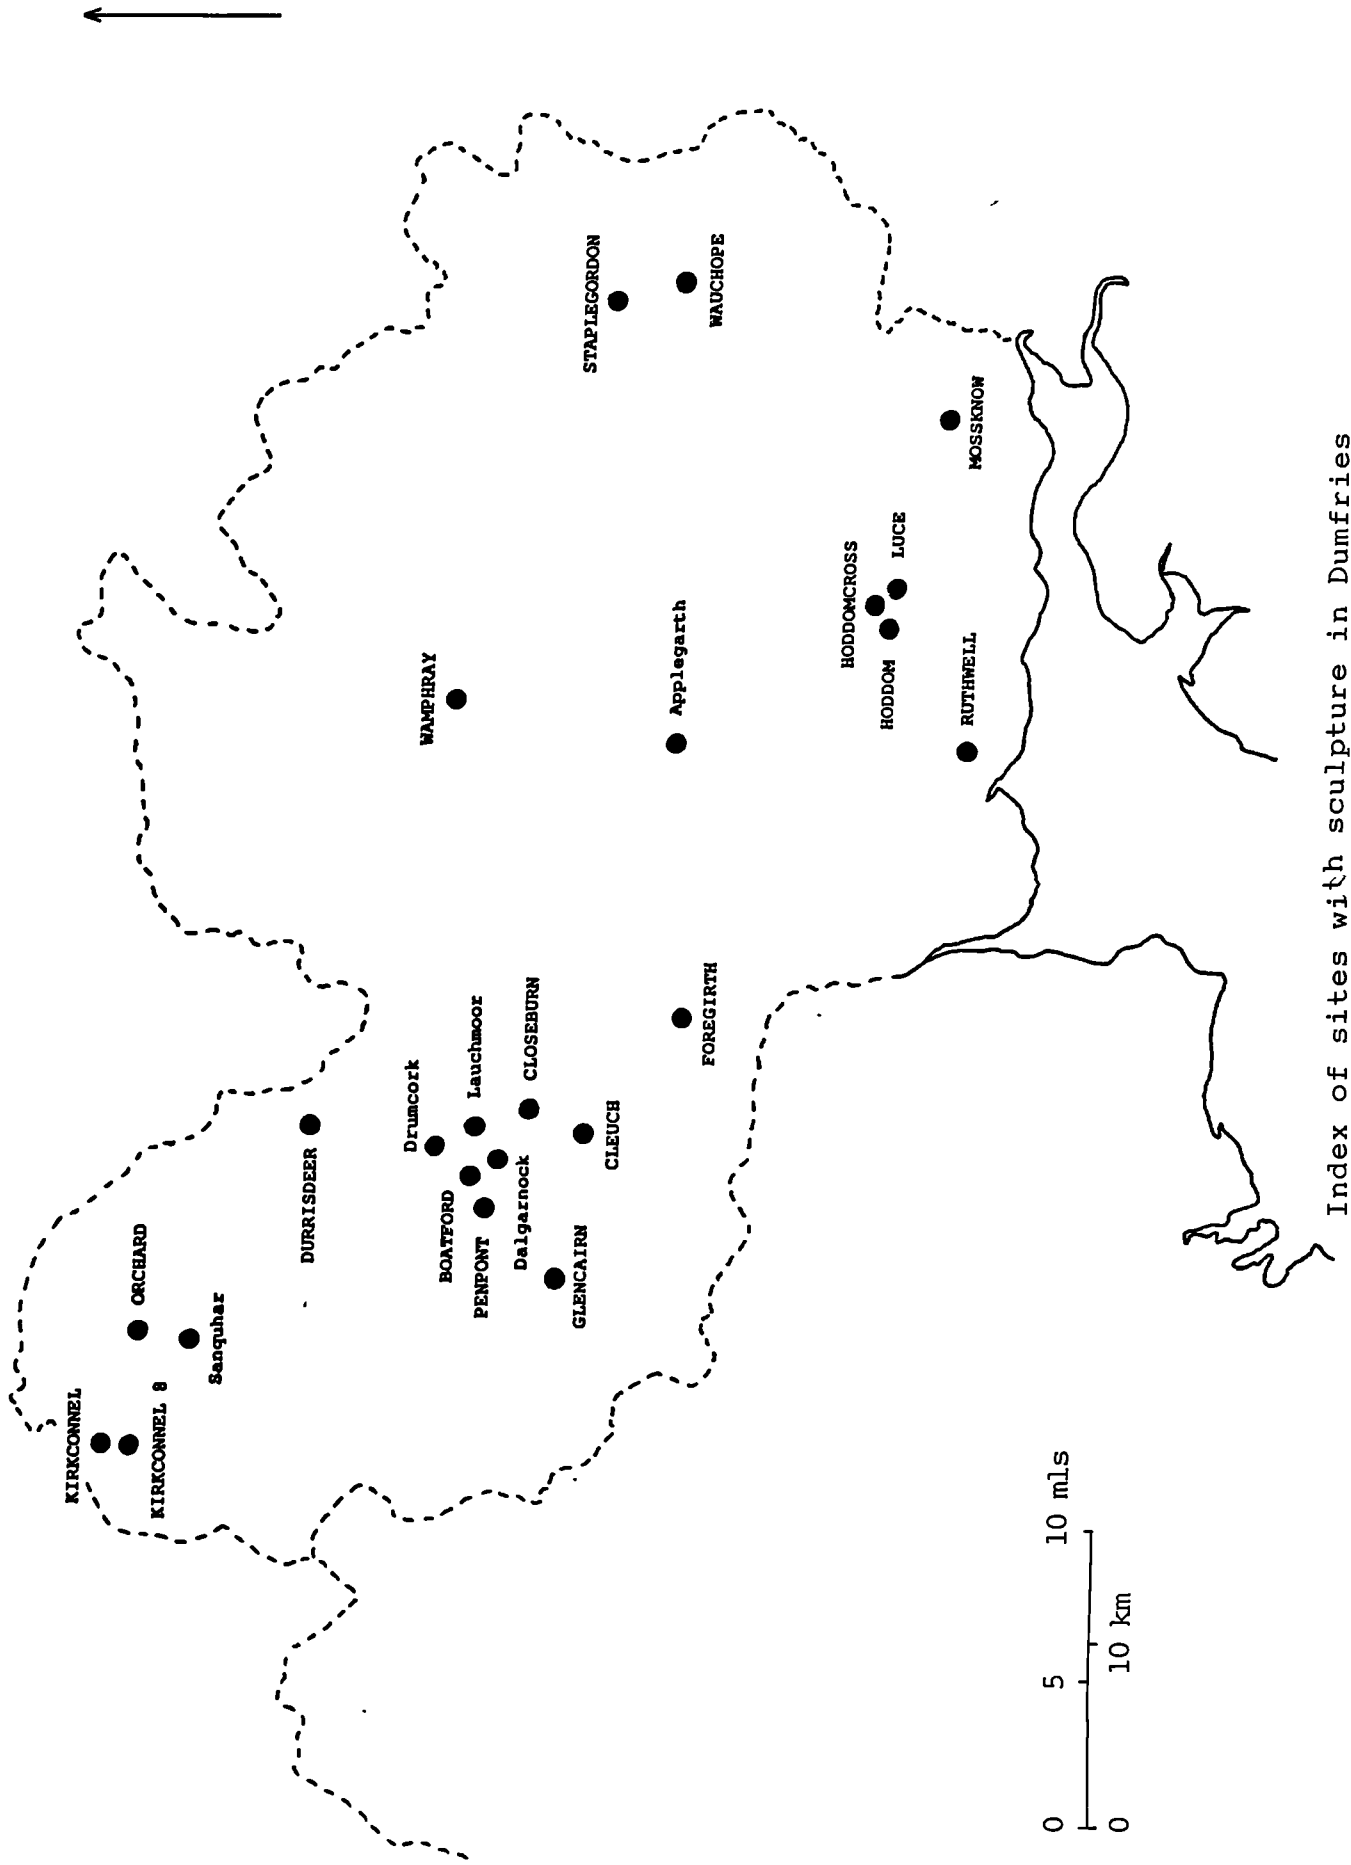 KIRKCONNEL
KIRKCONNEL 8
ORCHARD
Sanquhar
DURRISDEER
Drumcork
Lauchmoor
BOATFORD
PENPONT
Dalgarnock
CLOSEBURN
GLENCAIRN
CLEUCH
FOREGIRTH
WAMPHRAY
Applegarth
STAPLEGORDON
WAUCHOPE
HODDOMCROSS
LUCE
HODDOM
RUTHWELL
MOSSKNOW
0 5 10 mls
0 10 km
Index of sites with sculpture in Dumfries